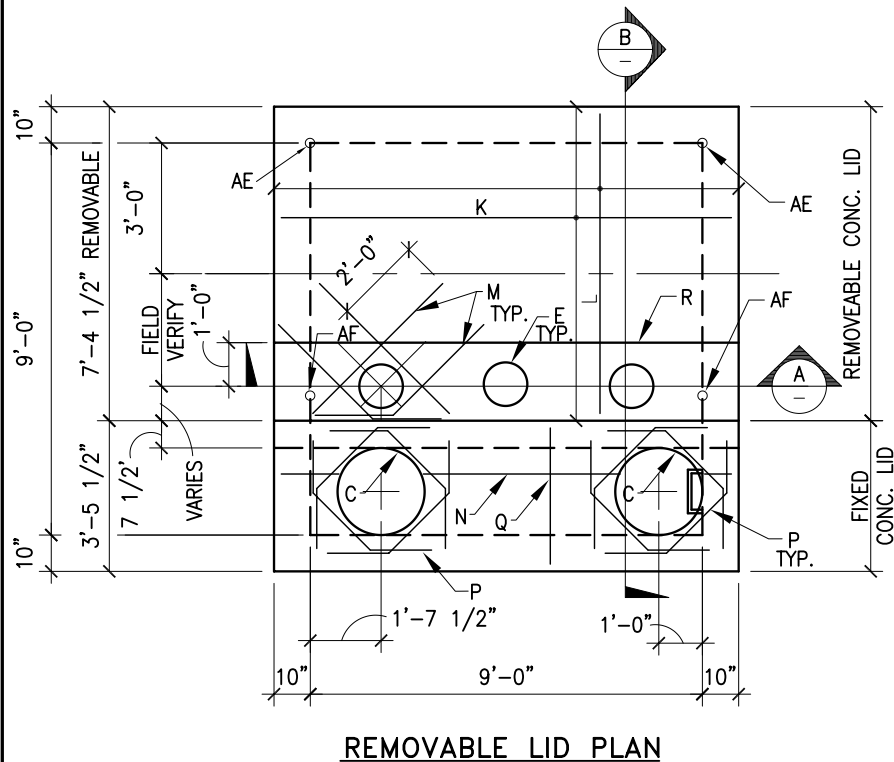 B
–
10"
AE
AE
3'-0"
7'-4 1/2" REMOVABLE
K
REMOVEABLE CONC. LID
2'-0"
M
TYP.
E
TYP.
R
AF
AF
9'-0"
FIELD
VERIFY
1'-0"
A
–
3'-5 1/2"
7 1/2'
VARIES
C
N
Q
C
FIXED
CONC. LID
P
TYP.
P
10"
1'-7 1/2"
1'-0"
10"
9'-0"
10"
REMOVABLE LID PLAN